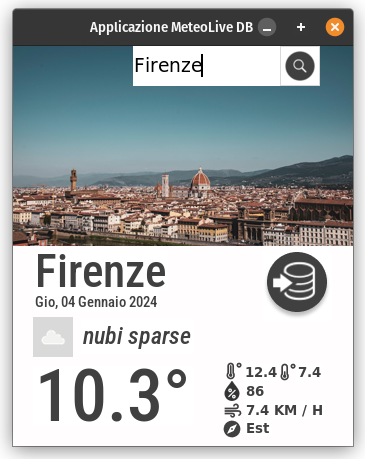 Applicazione MeteoLive DB
Firenze
Firenze
Gio, 04 Gennaio 2024
nubi sparse
10.3°
12.4 7.4
86
7.4 KM / H
Est